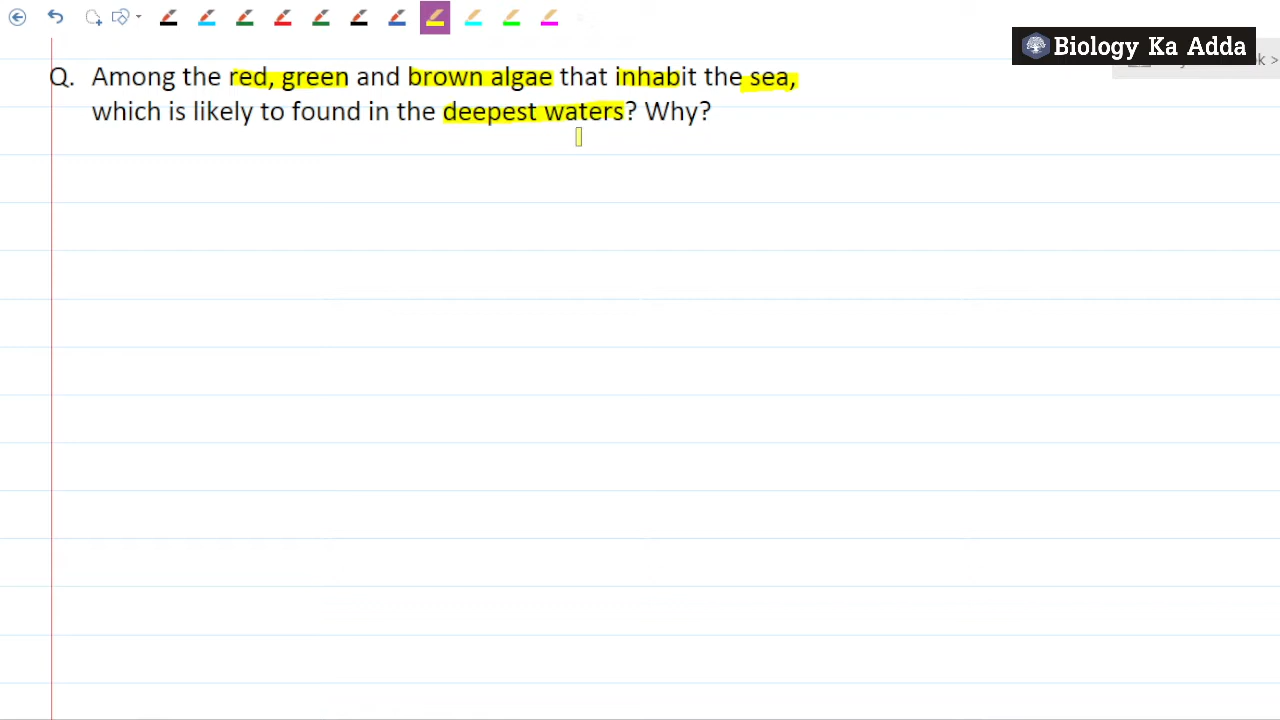 Biology Ka Adda
Q. Among the red, green and brown algae that inhabit the sea,
which is likely to found in the deepest waters? Why?